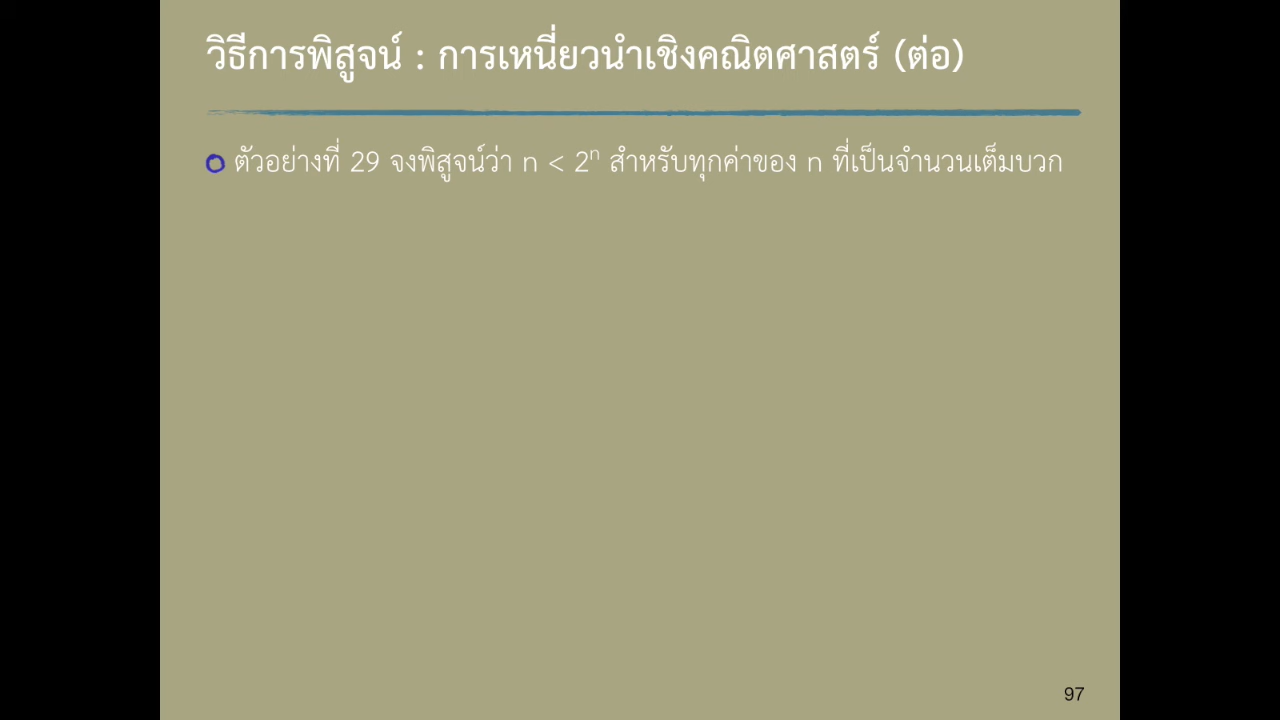 วิธีการพิสูจน์ : การเหนี่ยวนำเชิงคณิตศาสตร์ (ต่อ)
ตัวอย่างที่ 29 จงพิสูจน์ว่า n < 2ⁿ สำหรับทุกค่าของ n ที่เป็นจำนวนเต็มบวก
97